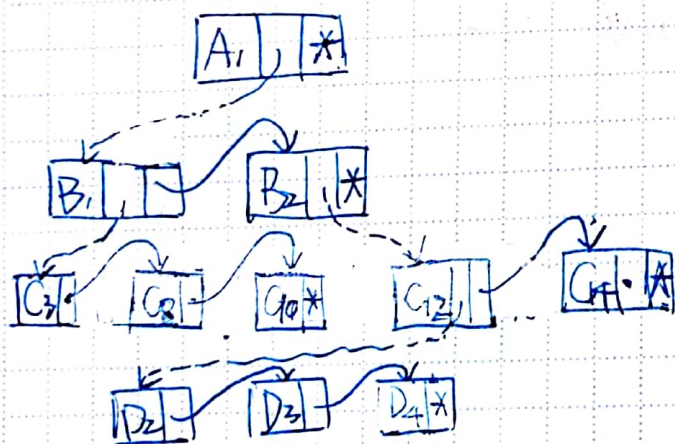 A₁ *
B₁ B₂ *
C₃ C₈ C₁₀ * C₁₂ C₁₄ *
D₂ D₃ D₄ *